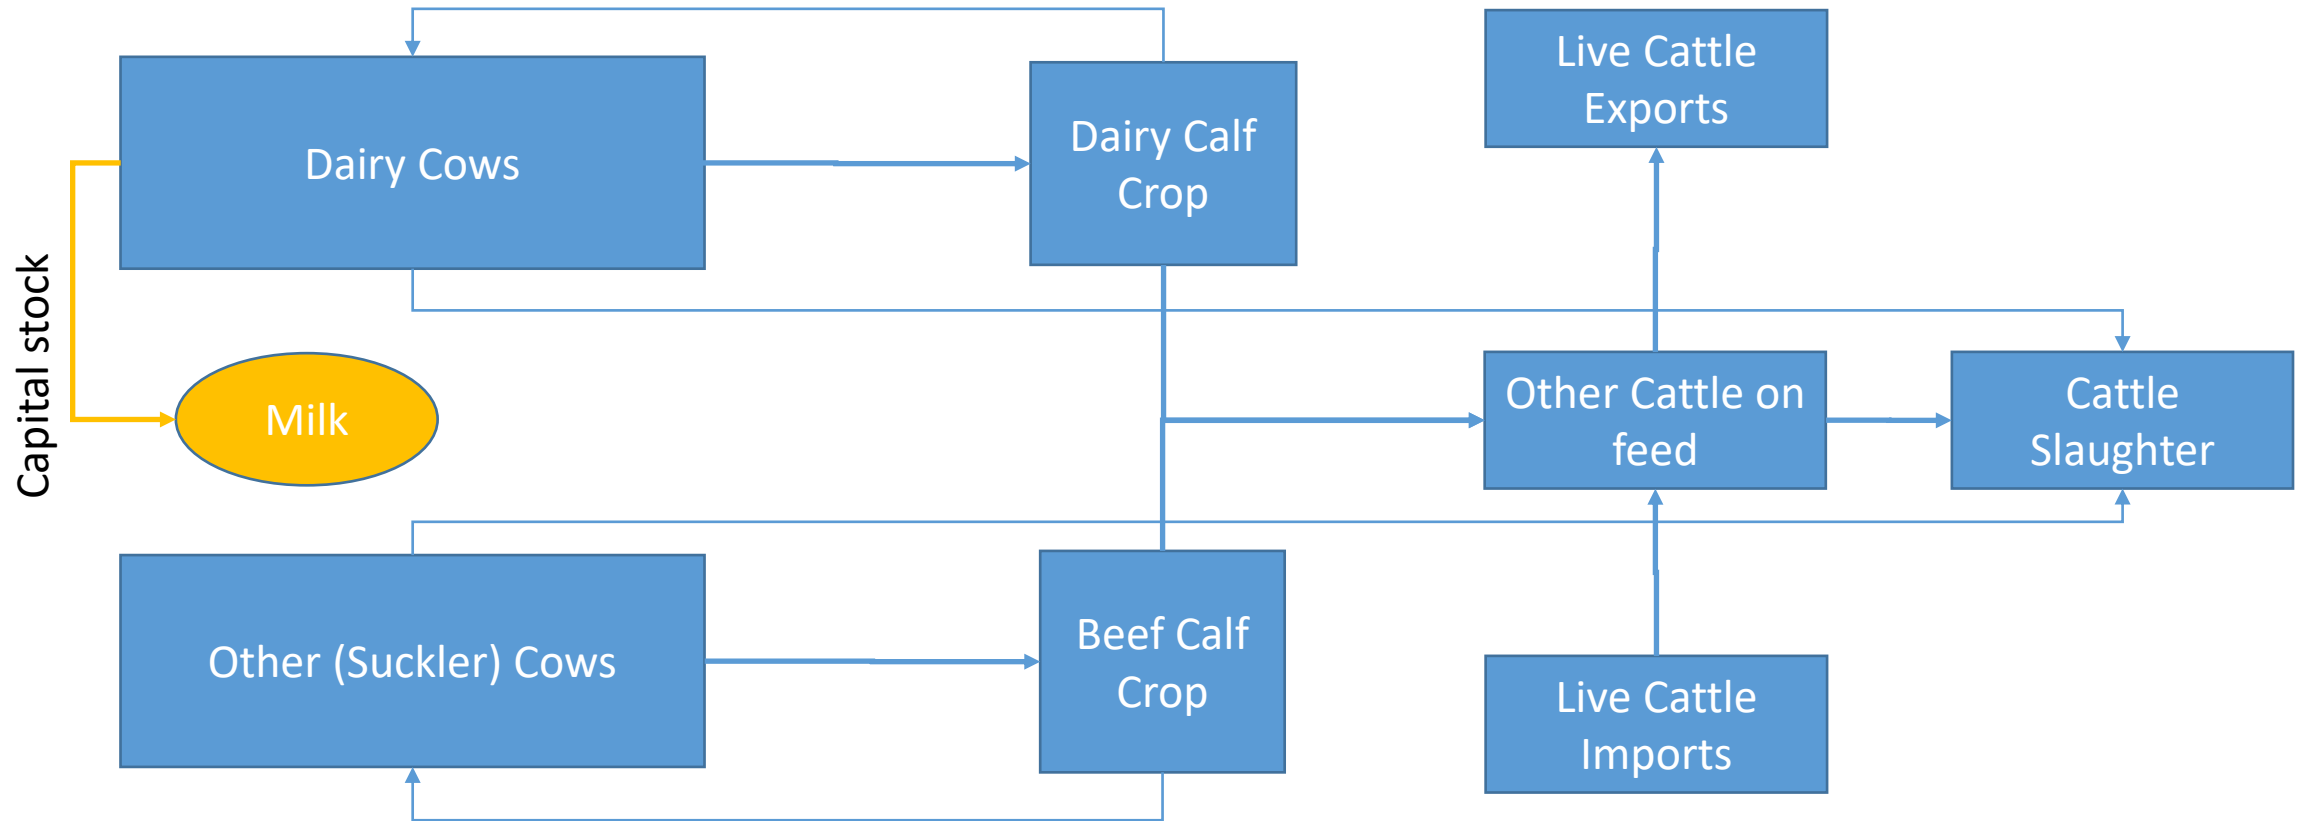 Capital stock
Dairy Cows
Dairy Calf
Crop
Live Cattle
Exports
Milk
Other Cattle on
feed
Cattle
Slaughter
Other (Suckler) Cows
Beef Calf
Crop
Live Cattle
Imports